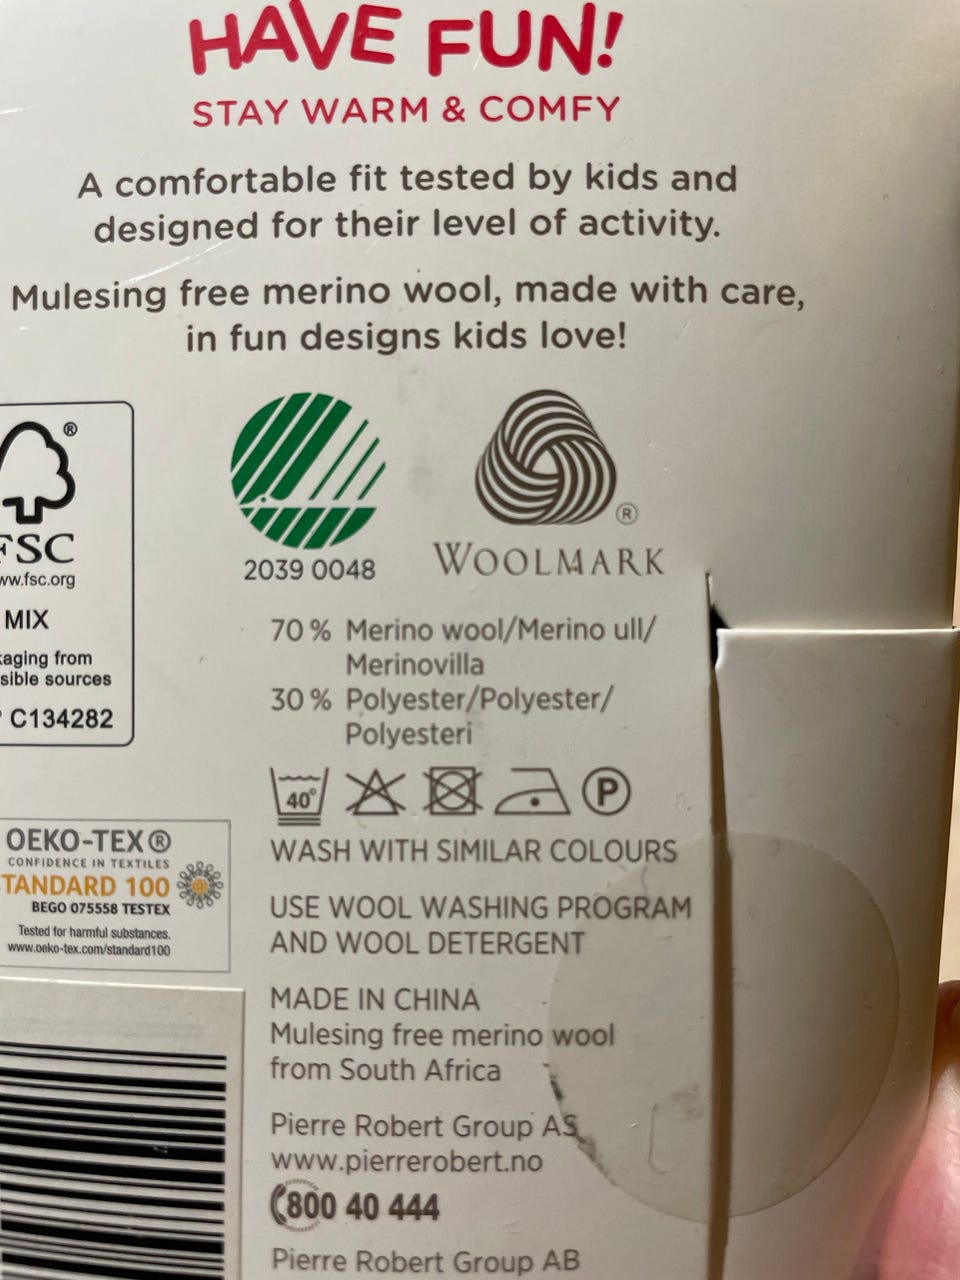 HAVE FUN!
STAY WARM & COMFY
A comfortable fit tested by kids and
designed for their level of activity.
Mulesing free merino wool, made with care,
in fun designs kids love!
®
FSC
www.fsc.org
MIX
C134282
2039 0048
®
WOOLMARK
70 % Merino wool/Merino ull/
Merinovilla
30 % Polyester/Polyester/
Polyesteri
40°
P
WASH WITH SIMILAR COLOURS
USE WOOL WASHING PROGRAM
AND WOOL DETERGENT
OEKO-TEX®
CONFIDENCE IN TEXTILES
STANDARD 100
BEGO 075558 TESTEX
Tested for harmful substances.
www.oeko-tex.com/standard100
MADE IN CHINA
Mulesing free merino wool
from South Africa
Pierre Robert Group AS
www.pierrerobert.no
800 40 444
Pierre Robert Group AB